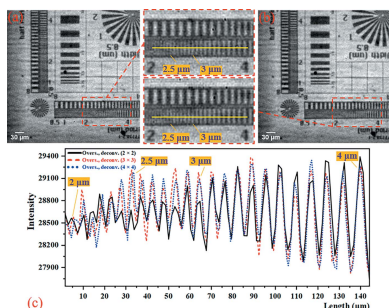 (a)
(b)
2.5 μm 3 μm
2 4
2.5 μm 3 μm
2 4
0.5
30 μm
30 μm
Overs., deconv. (2 × 2)
Overs., deconv. (3 × 3)
Overs., deconv. (4 × 4)
2 μm
2.5 μm
3 μm
4 μm
Intensity
29400
29100
28800
28500
28200
27900
10 20 30 40 50 60 70 80 90 100 110 120 130 140
Length (μm)
(c)